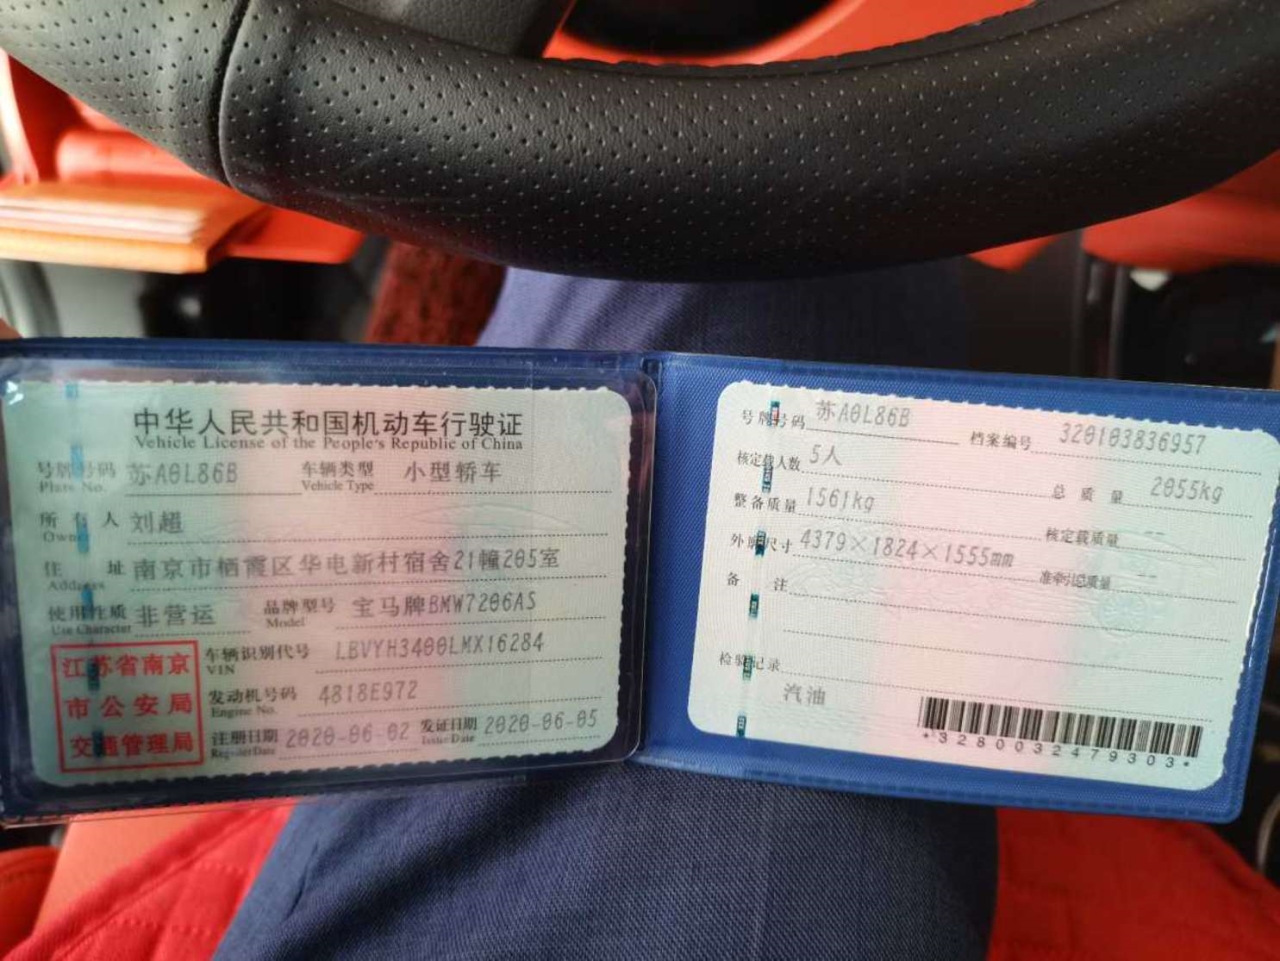 中华人民共和国机动车行驶证
Vehicle License of the People's Republic of China
号牌号码 苏A0L86B 车辆类型 小型轿车
Plate No. Vehicle Type
所有人 刘超
Owner
住址 南京市栖霞区华电新村宿舍21幢205室
Address
使用性质 非营运 品牌型号 宝马牌BMW7206AS
Use Character Model
江苏省南京
市公安局
交通管理局
车辆识别代号 LBVYH3400LMX16284
VIN
发动机号码 4818E972
Engine No.
注册日期 2020-06-02 发证日期 2020-06-05
Register Date Issue Date
号牌号码 苏A0L86B 档案编号 320103836957
核定载人数 5人 总质量 2055kg
整备质量 1561kg 核定载质量 --
外廓尺寸 4379×1824×1555mm 准牵引总质量 --
备注
检验记录
汽油
*3280032479303*